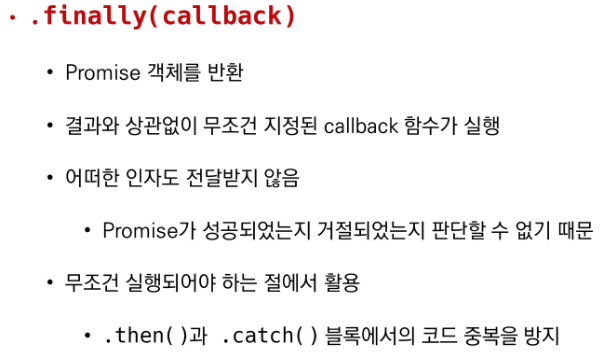 • .finally(callback)
• Promise 객체를 반환
• 결과와 상관없이 무조건 지정된 callback 함수가 실행
• 어떠한 인자도 전달받지 않음
• Promise가 성공되었는지 거절되었는지 판단할 수 없기 때문
• 무조건 실행되어야 하는 절에서 활용
• .then()과 .catch() 블록에서의 코드 중복을 방지